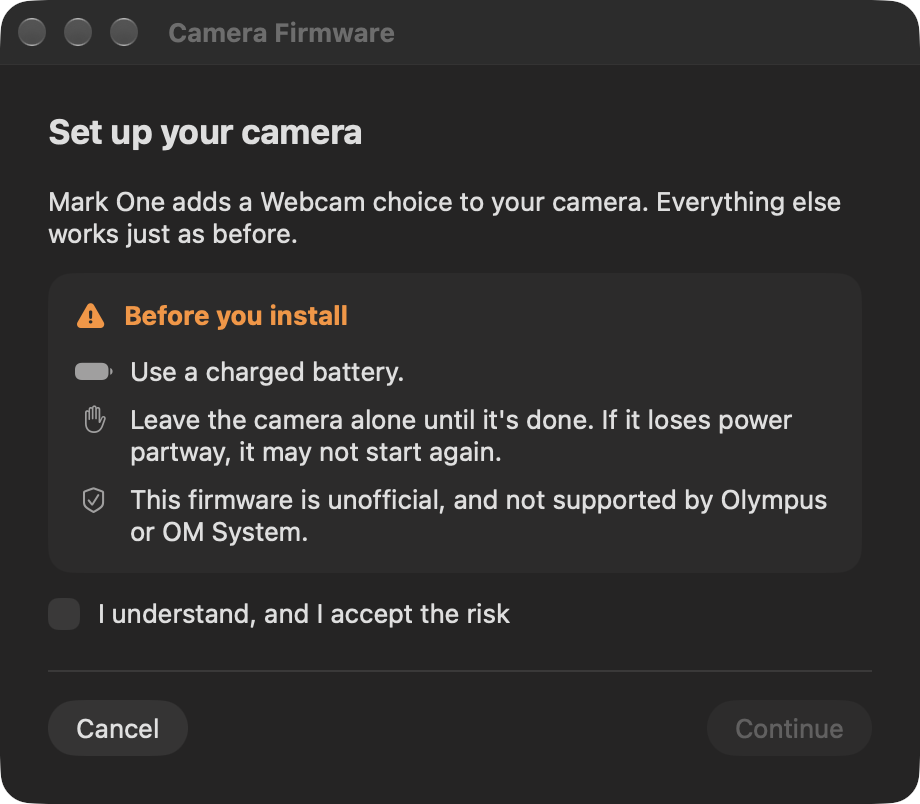 Camera Firmware
Set up your camera
Mark One adds a Webcam choice to your camera. Everything else
works just as before.
Before you install
Use a charged battery.
Leave the camera alone until it's done. If it loses power
partway, it may not start again.
This firmware is unofficial, and not supported by Olympus
or OM System.
I understand, and I accept the risk
Cancel
Continue